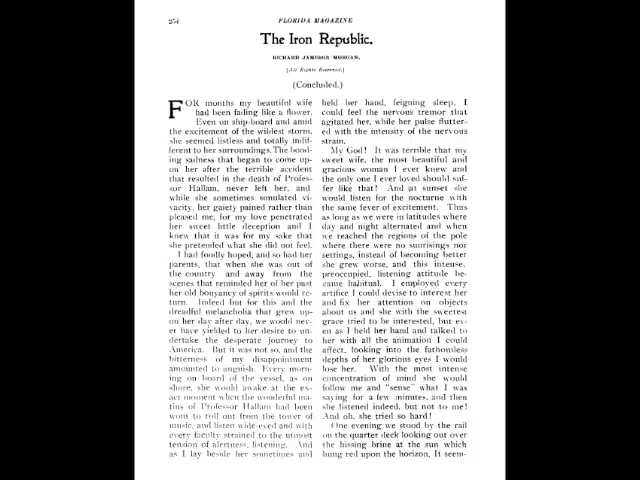 254
FLORIDA MAGAZINE
The Iron Republic.
RICHARD JAMESON MORGAN.
(All Rights Reserved.)
(Concluded.)
FOR months my beautiful wife
had been fading like a flower.
Even on ship-board and amid
the excitement of the wildest storm,
she seemed listless and totally indif-
ferent to her surroundings. The brood-
ing sadness that began to come up-
on her after the terrible accident
that resulted in the death of Profes-
sor Hallam, never left her, and
while she sometimes simulated vi-
vacity, her gaiety pained rather than
pleased me, for my love penetrated
her sweet little deception and I
knew that it was for my sake that
she pretended what she did not feel.
I had fondly hoped, and so had her
parents, that when she was out of
the country and away from the
scenes that reminded her of her past
her old bouyancy of spirits would re-
turn. Indeed but for this and the
dreadful melancholia that grew up-
on her day after day, we would nev-
er have yielded to her desire to un-
dertake the desperate journey to
America. But it was not so, and the
bitterness of my disappointment
amounted to anguish. Every morn-
ing on board of the vessel, as on
shore, she would awake at the ex-
act moment when the wonderful ma-
tins of Professor Hallam had been
wont to roll out from the tower of
music, and listen wide-eyed and with
every faculty strained to the utmost
tension of alertness, listening. And
as I lay beside her sometimes and
held her hand, feigning sleep, I
could feel the nervous tremor that
agitated her, while her pulse flutter-
ed with the intensity of the nervous
strain.
My God! It was terrible that my
sweet wife, the most beautiful and
gracious woman I ever knew and
the only one I ever loved should suf-
fer like that! And at sunset she
would listen for the nocturne with
the same fever of excitement. Thus
as long as we were in latitudes where
day and night alternated and when
we reached the regions of the pole
where there were no sunrisings nor
settings, instead of becoming better
she grew worse, and this intense,
preoccupied, listening attitude be-
came habitual. I employed every
artifice I could devise to interest her
and fix her attention on objects
about us and she with the sweetest
grace tried to be interested, but ev-
en as I held her hand and talked to
her with all the animation I could
affect, looking into the fathomless
depths of her glorious eyes I would
lose her. With the most intense
concentration of mind she would
follow me and "sense" what I was
saying for a few minutes, and then
she listened indeed, but not to me!
And oh, she tried so hard!
One evening we stood by the rail
on the quarter deck looking out over
the hissing brine at the sun which
hung red upon the horizon. It seem-